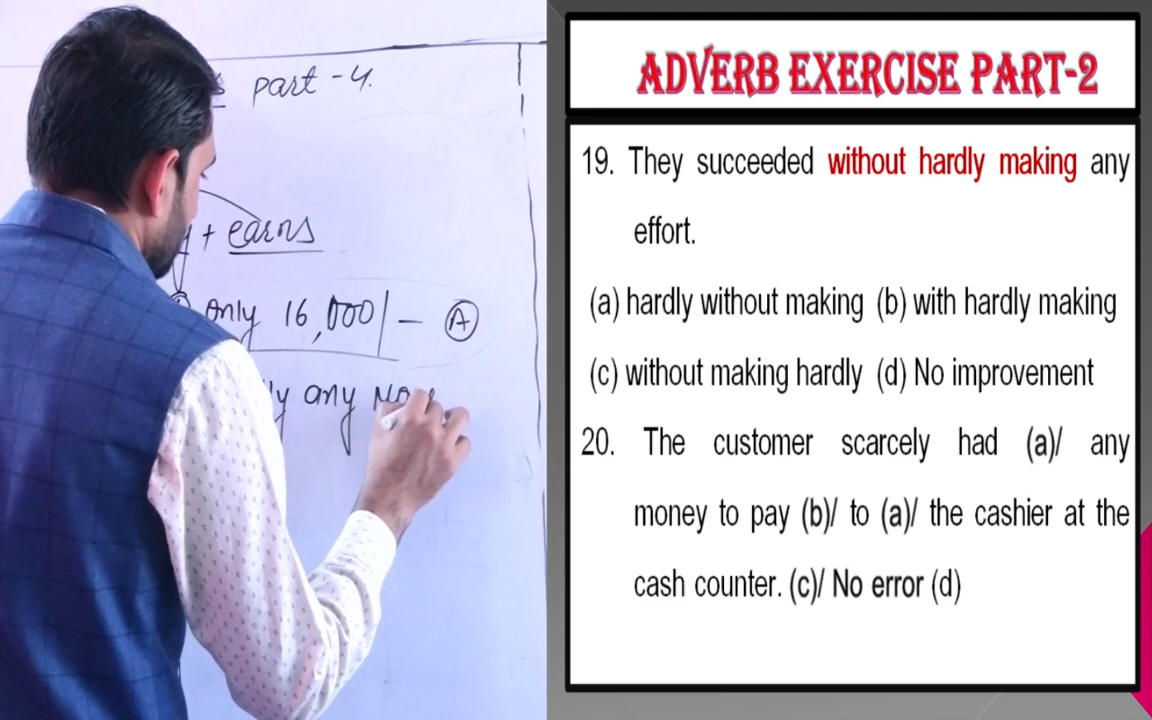 part -4.
+ earns
only 16,000/- A
any
ADVERB EXERCISE PART-2
19. They succeeded without hardly making any
effort.
(a) hardly without making (b) with hardly making
(c) without making hardly (d) No improvement
20. The customer scarcely had (a)/ any
money to pay (b)/ to (a)/ the cashier at the
cash counter. (c)/ No error (d)